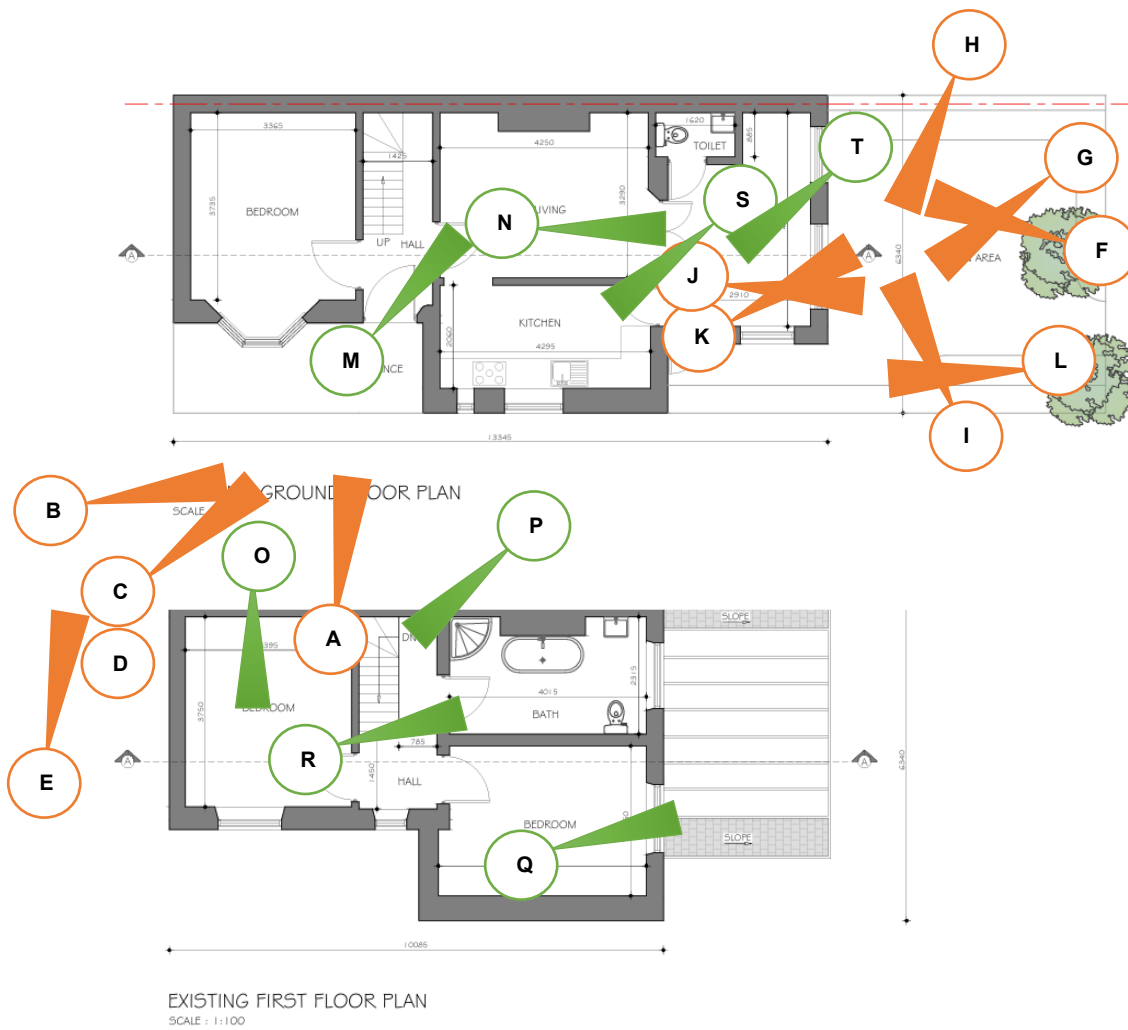 H
3365
1425
4250
1620
TOILET
885
T
G
3735
BEDROOM
3290
S
N
LIVING
UP
HALL
A
6340
A
AREA
F
J
2910
KITCHEN
K
2060
4295
M
L
I
13345
B
GROUND FLOOR PLAN
SCALE
P
O
C
A
DN
SLOPE
D
3750
4015
2315
BEDROOM
BATH
R
785
A
1450
HALL
A
6340
E
BEDROOM
Q
SLOPE
10085
EXISTING FIRST FLOOR PLAN
SCALE : 1:100